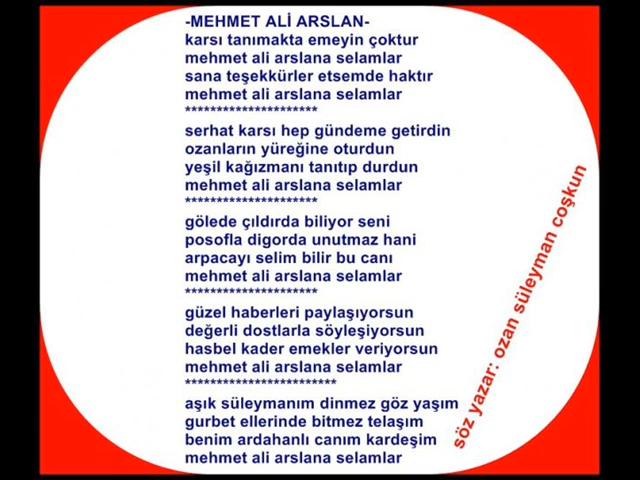 -MEHMET ALİ ARSLAN-
karsı tanımakta emeyin çoktur
mehmet ali arslana selamlar
sana teşekkürler etsemde haktır
mehmet ali arslana selamlar
*********************
serhat karsı hep gündeme getirdin
ozanların yüreğine oturdun
yeşil kağızmanı tanıtıp durdun
mehmet ali arslana selamlar
*********************
gölede çıldırda biliyor seni
posofla digorda unutmaz hani
arpacayı selim bilir bu canı
mehmet ali arslana selamlar
*********************
güzel haberleri paylaşıyorsun
değerli dostlarla söyleşiyorsun
hasbel kader emekler veriyorsun
mehmet ali arslana selamlar
************************
aşık süleymanım dinmez göz yaşım
gurbet ellerinde bitmez telaşım
benim ardahanlı canım kardeşim
mehmet ali arslana selamlar
söz yazar: ozan süleyman coşkun